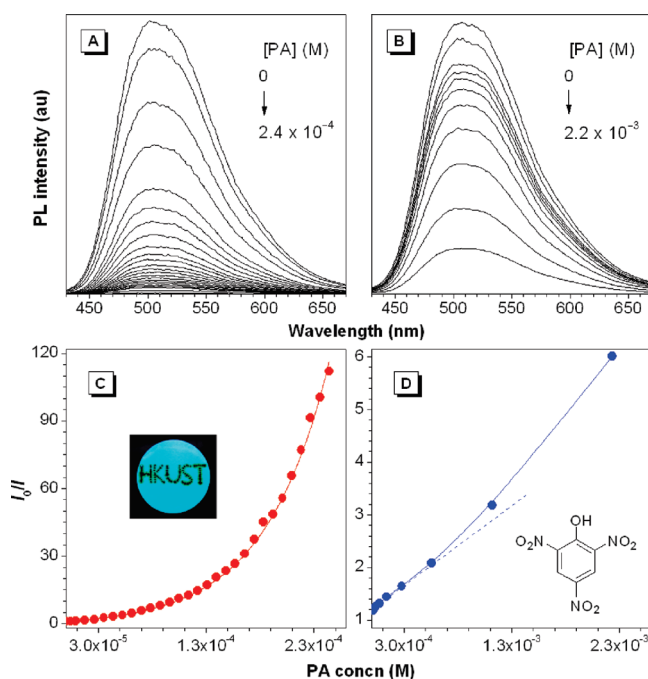 A
[PA] (M)
0
2.4 x 10⁻⁴
B
[PA] (M)
0
2.2 x 10⁻³
PL intensity (au)
450 500 550 600 650
450 500 550 600 650
Wavelength (nm)
C
120
90
60
30
0
I₀/I
HKUST
3.0x10⁻⁵ 1.3x10⁻⁴ 2.3x10⁻⁴
D
6
5
4
3
2
1
OH
O₂N
NO₂
NO₂
3.0x10⁻⁴ 1.3x10⁻³ 2.3x10⁻³
PA concn (M)